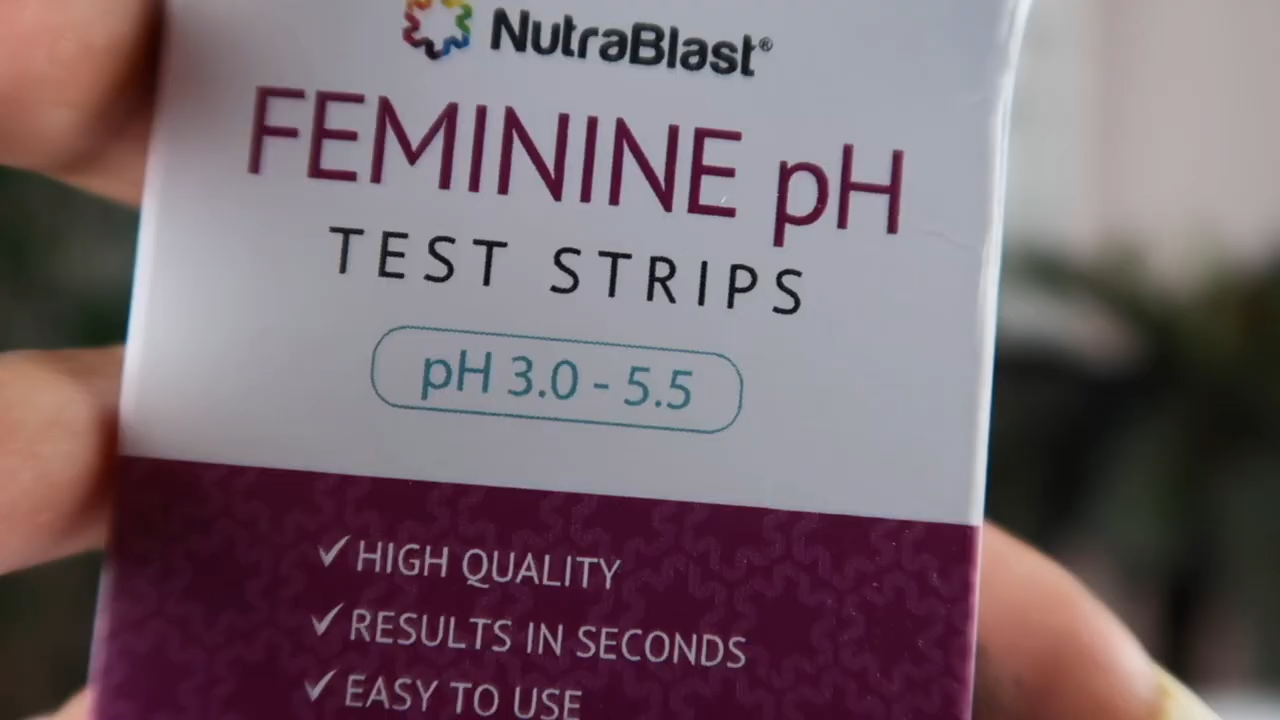 NutraBlast®
FEMININE pH
TEST STRIPS
pH 3.0 - 5.5
✓ HIGH QUALITY
✓ RESULTS IN SECONDS
✓ EASY TO USE